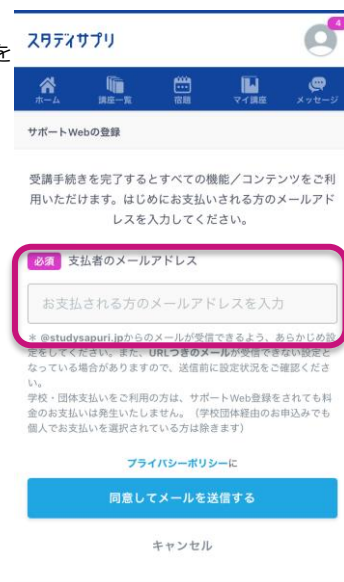 を
スタディサプリ
4
ホーム 講座一覧 宿題 マイ講座 メッセージ
サポートWebの登録
受講手続きを完了するとすべての機能／コンテンツをご利
用いただけます。はじめにお支払いされる方のメールアド
レスを入力してください。
必須 支払者のメールアドレス
お支払される方のメールアドレスを入力
＊ @studysapuri.jpからのメールが受信できるよう、あらかじめ設
定をしてください。また、URLつきのメールが受信できない設定と
なっている場合がありますので、送信前に設定状況をご確認くださ
い。
学校・団体支払いをご利用の方は、サポートWeb登録をされても料
金のお支払いは発生いたしません。（学校団体経由のお申込みでも
個人でお支払いを選択されている方は除きます）
プライバシーポリシーに
同意してメールを送信する
キャンセル